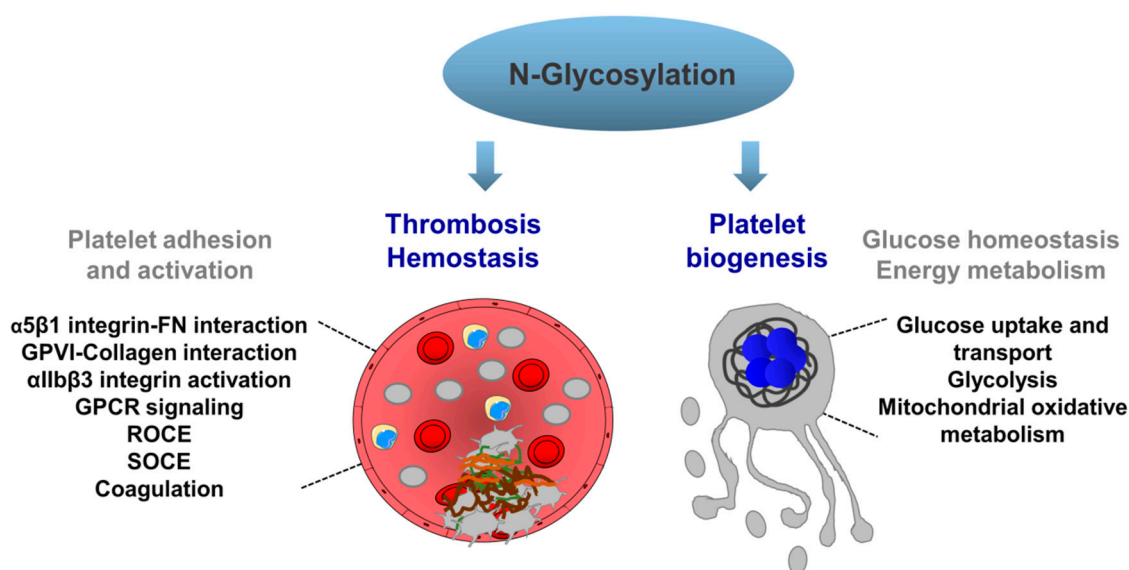 N-Glycosylation
Thrombosis
Hemostasis
Platelet
biogenesis
Platelet adhesion
and activation
α5β1 integrin-FN interaction
GPVI-Collagen interaction
αIIbβ3 integrin activation
GPCR signaling
ROCE
SOCE
Coagulation
Glucose homeostasis
Energy metabolism
Glucose uptake and
transport
Glycolysis
Mitochondrial oxidative
metabolism